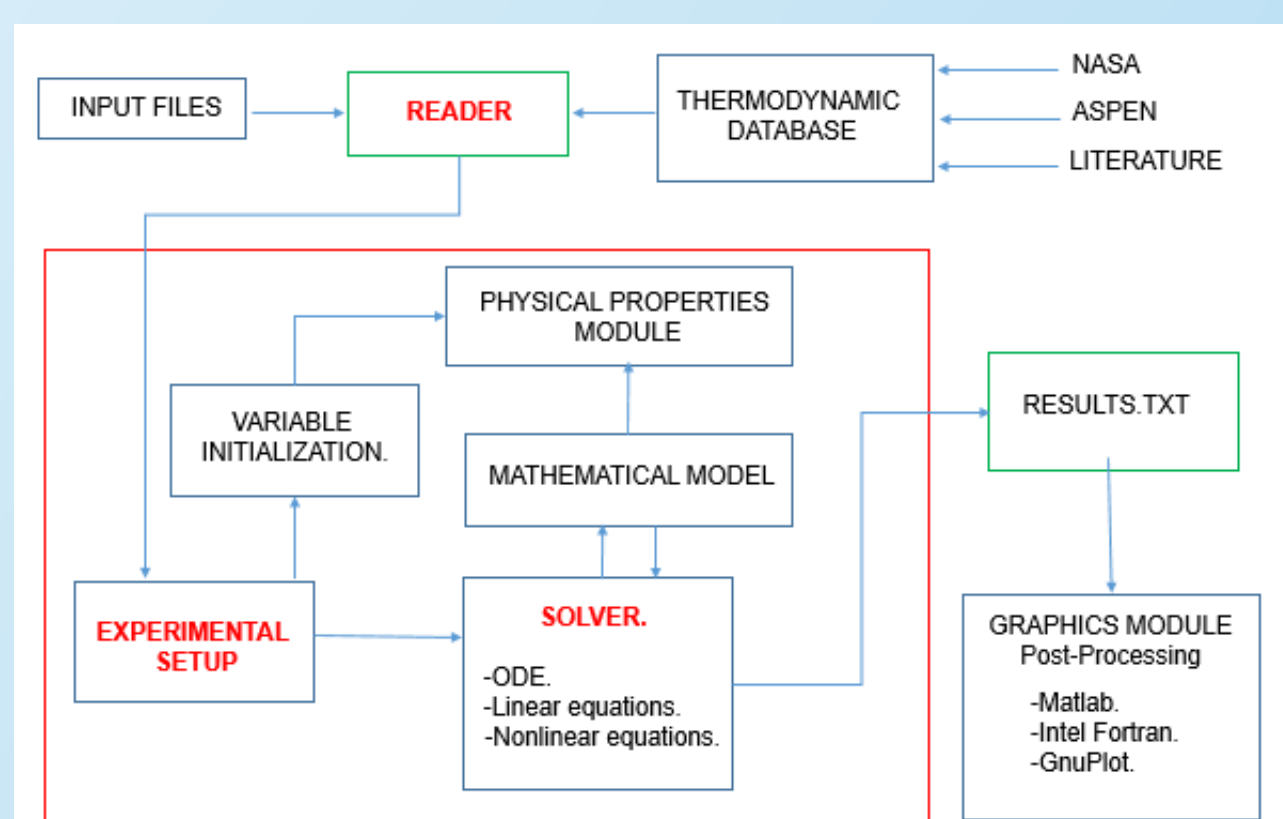 INPUT FILES
READER
THERMODYNAMIC
DATABASE
NASA
ASPEN
LITERATURE
PHYSICAL PROPERTIES
MODULE
VARIABLE
INITIALIZATION.
MATHEMATICAL MODEL
RESULTS.TXT
EXPERIMENTAL
SETUP
SOLVER.
-ODE.
-Linear equations.
-Nonlinear equations.
GRAPHICS MODULE
Post-Processing
-Matlab.
-Intel Fortran.
-GnuPlot.